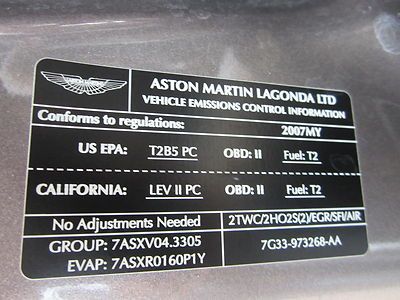 ASTON MARTIN LAGONDA LTD
VEHICLE EMISSIONS CONTROL INFORMATION
Conforms to regulations: 2007MY
US EPA: T2B5 PC OBD: II Fuel: T2
CALIFORNIA: LEV II PC OBD: II Fuel: T2
No Adjustments Needed 2TWC/2HO2S(2)/EGR/SFI/AIR
GROUP: 7ASXV04.3305 7G33-973268-AA
EVAP: 7ASXR0160P1Y